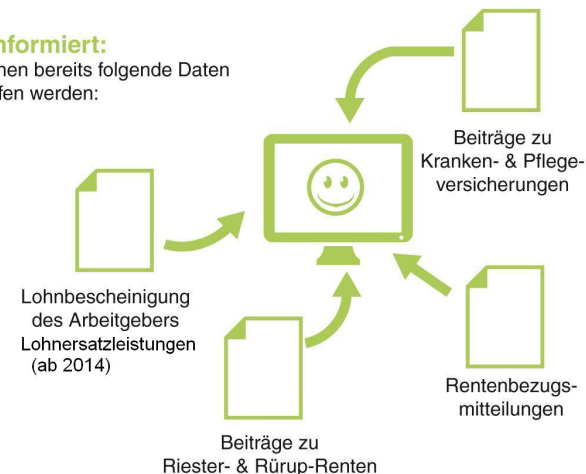 nformiert:
nen bereits folgende Daten
fen werden:
Beiträge zu
Kranken- & Pflege-
versicherungen
Lohnbescheinigung
des Arbeitgebers
Lohnersatzleistungen
(ab 2014)
Rentenbezugs-
mitteilungen
Beiträge zu
Riester- & Rürup-Renten